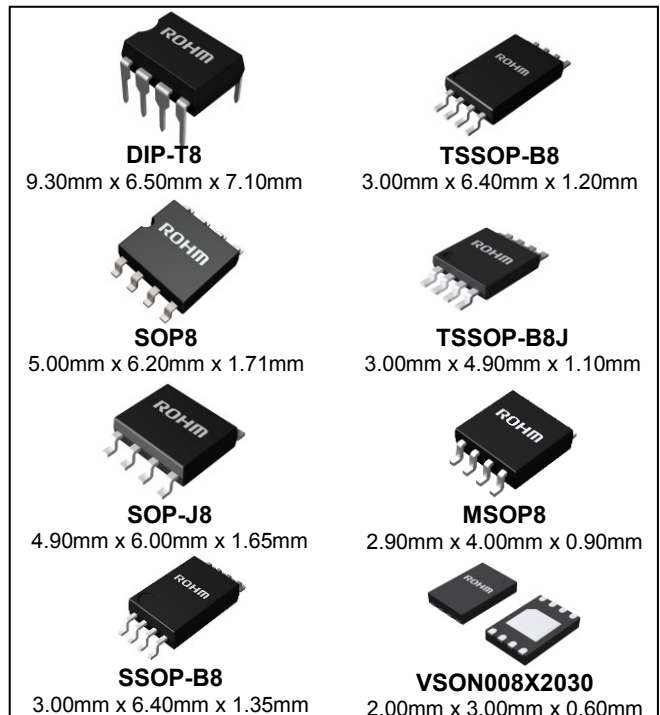 ROHM
DIP-T8
9.30mm x 6.50mm x 7.10mm
ROHM
TSSOP-B8
3.00mm x 6.40mm x 1.20mm
ROHM
SOP8
5.00mm x 6.20mm x 1.71mm
ROHM
TSSOP-B8J
3.00mm x 4.90mm x 1.10mm
ROHM
SOP-J8
4.90mm x 6.00mm x 1.65mm
ROHM
MSOP8
2.90mm x 4.00mm x 0.90mm
ROHM
SSOP-B8
3.00mm x 6.40mm x 1.35mm
ROHM
VSON008X2030
2.00mm x 3.00mm x 0.60mm